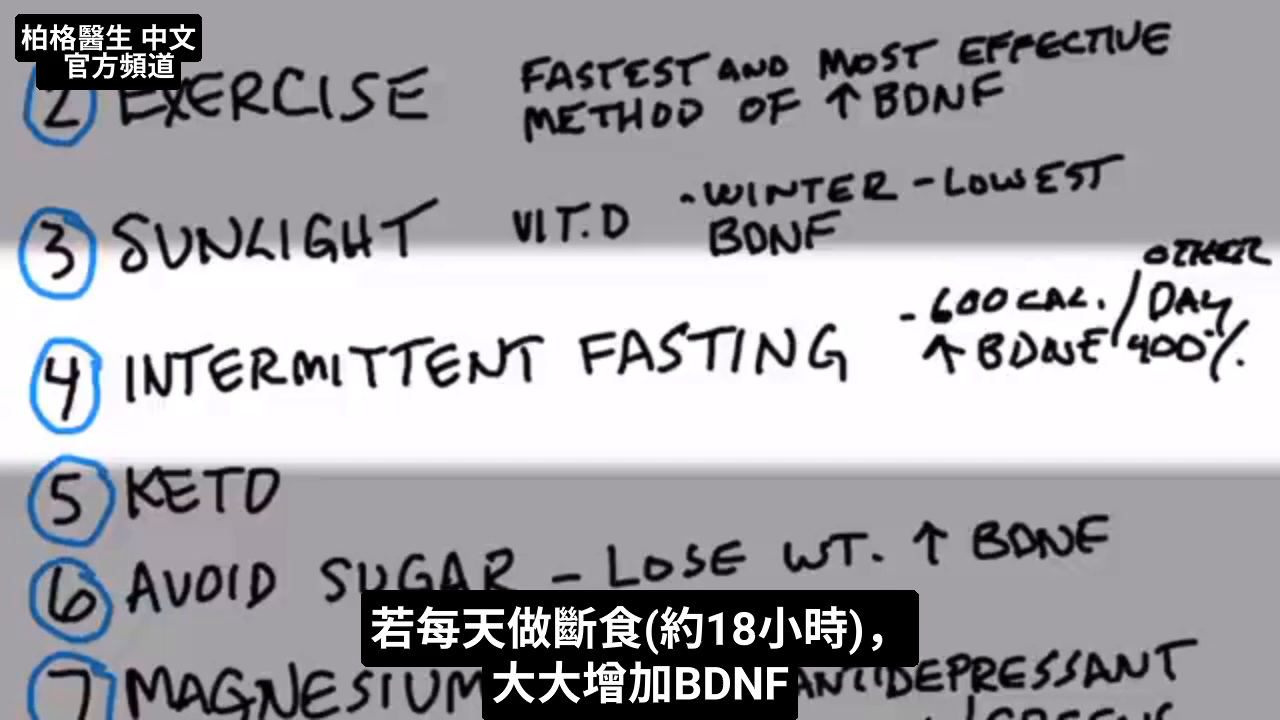 柏格醫生 中文
官方頻道
2 EXERCISE FASTEST AND MOST EFFECTIVE
METHOD OF ↑ BDNF
3 SUNLIGHT VIT. D - WINTER - LOWEST
BDNF
4 INTERMITTENT FASTING - 600 CAL. / OTHER DAY
↑ BDNF 400%.
5 KETO
6 AVOID SUGAR - LOSE WT. ↑ BDNF
7 MAGNESIUM ANTIDEPRESSANT
若每天做斷食(約18小時),
大大增加BDNF